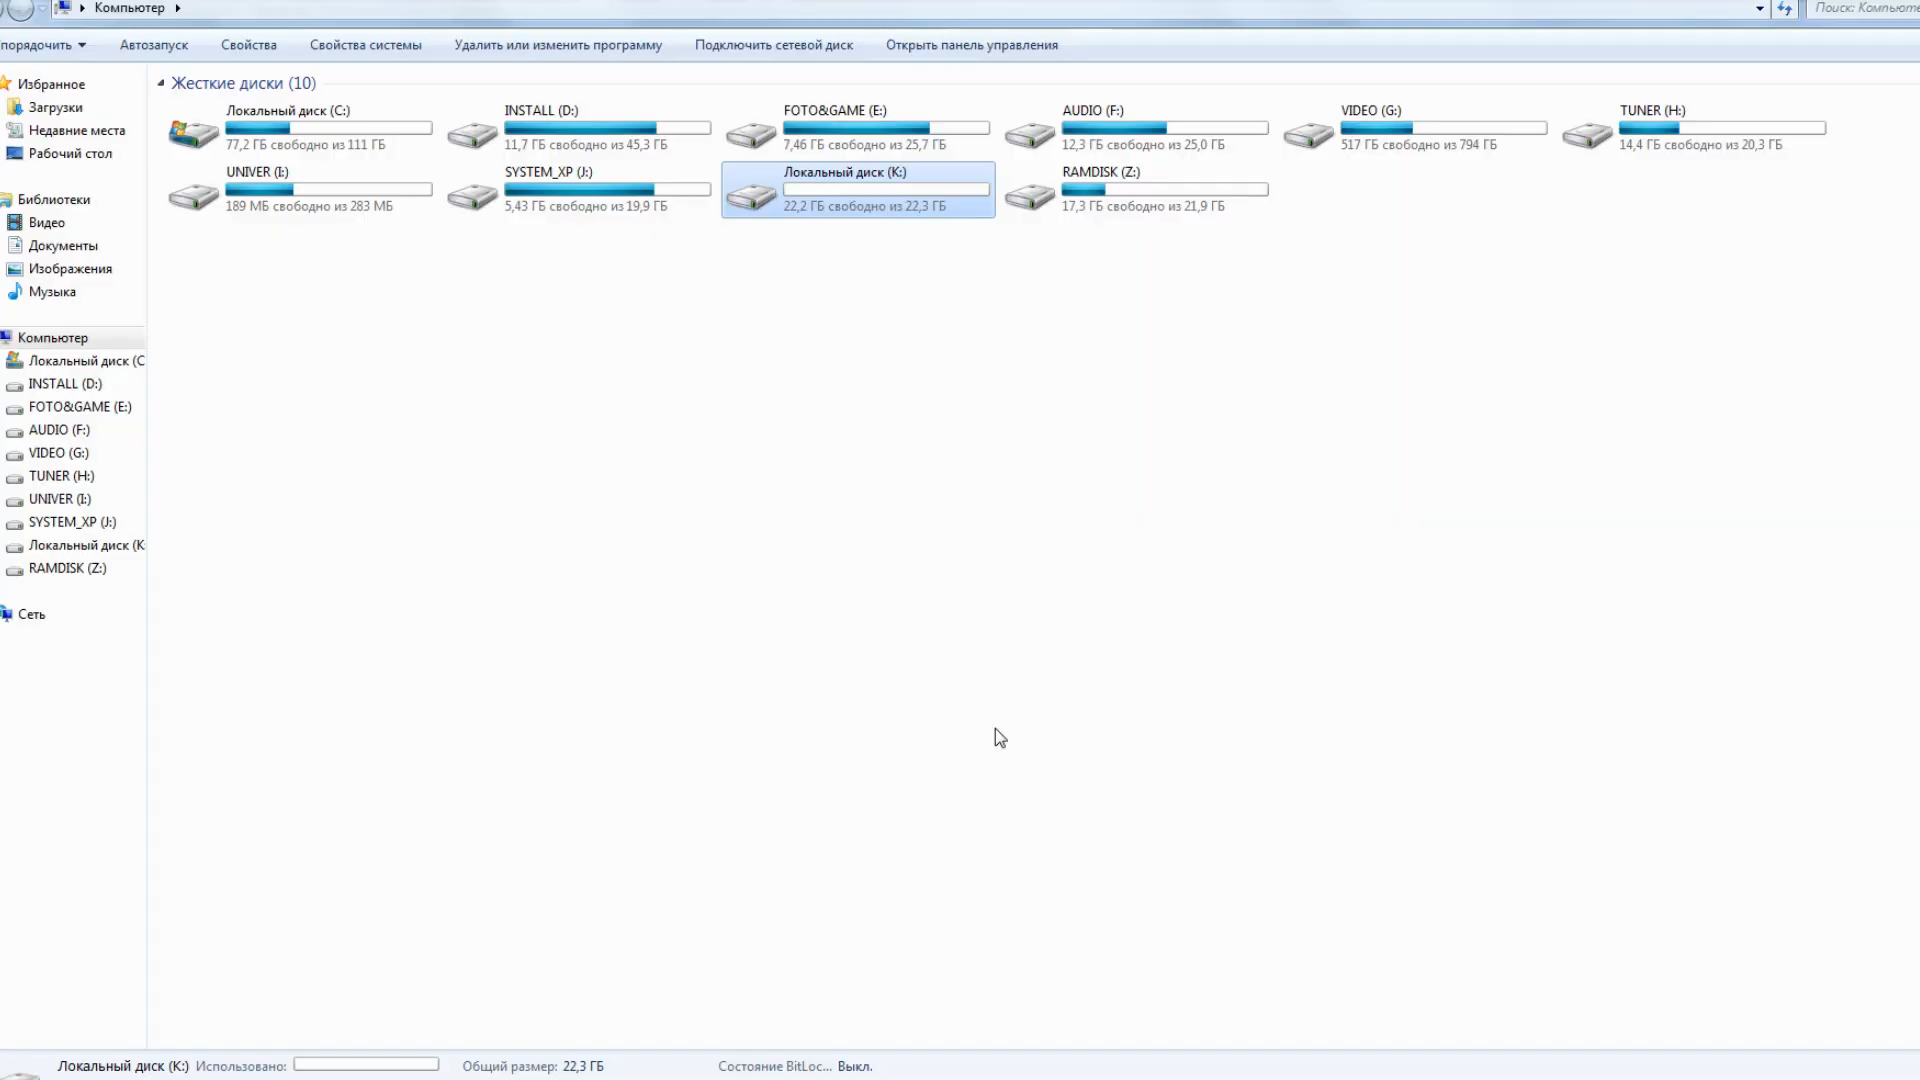 Компьютер
Поиск: Компьюте
порядочить Автозапуск Свойства Свойства системы Удалить или изменить программу Подключить сетевой диск Открыть панель управления
Избранное
Загрузки
Недавние места
Рабочий стол
Библиотеки
Видео
Документы
Изображения
Музыка
Компьютер
Локальный диск (C
INSTALL (D:)
FOTO&GAME (E:)
AUDIO (F:)
VIDEO (G:)
TUNER (H:)
UNIVER (I:)
SYSTEM_XP (J:)
Локальный диск (K
RAMDISK (Z:)
Сеть
Жесткие диски (10)
Локальный диск (C:)
77,2 ГБ свободно из 111 ГБ
INSTALL (D:)
11,7 ГБ свободно из 45,3 ГБ
FOTO&GAME (E:)
7,46 ГБ свободно из 25,7 ГБ
AUDIO (F:)
12,3 ГБ свободно из 25,0 ГБ
VIDEO (G:)
517 ГБ свободно из 794 ГБ
TUNER (H:)
14,4 ГБ свободно из 20,3 ГБ
UNIVER (I:)
189 МБ свободно из 283 МБ
SYSTEM_XP (J:)
5,43 ГБ свободно из 19,9 ГБ
Локальный диск (K:)
22,2 ГБ свободно из 22,3 ГБ
RAMDISK (Z:)
17,3 ГБ свободно из 21,9 ГБ
Локальный диск (K:) Использовано: Общий размер: 22,3 ГБ Состояние BitLoc... Выкл.